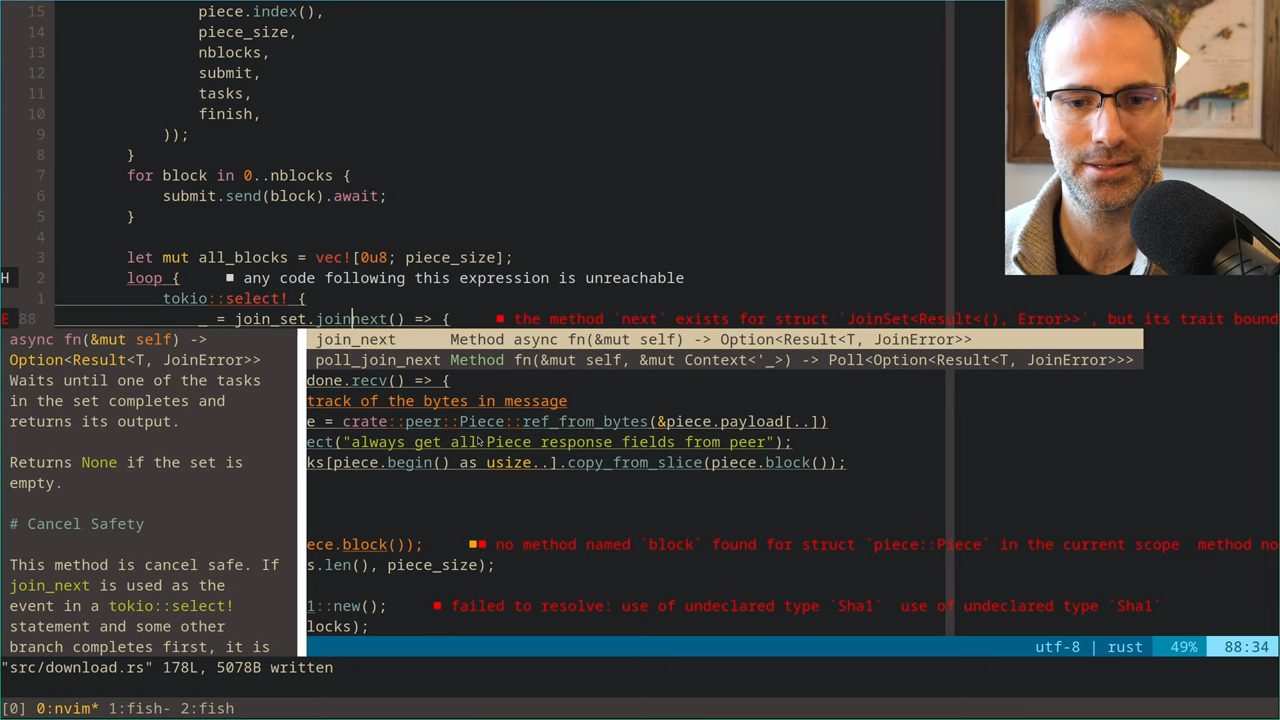 15 piece.index(),
14 piece_size,
13 nblocks,
12 submit,
11 tasks,
10 finish,
9 ));
8 }
7 for block in 0..nblocks {
6 submit.send(block).await;
5 }
4
3 let mut all_blocks = vec![0u8; piece_size];
H 2 loop { ■ any code following this expression is unreachable
1 tokio::select! {
E 88 _ = join_set.joinnext() => { ■ the method `next` exists for struct `JoinSet<Result<(), Error>>`, but its trait bound
async fn(&mut self) ->
Option<Result<T, JoinError>>
Waits until one of the tasks
in the set completes and
returns its output.
Returns None if the set is
empty.
# Cancel Safety
This method is cancel safe. If
join_next is used as the
event in a tokio::select!
statement and some other
branch completes first, it is
join_next Method async fn(&mut self) -> Option<Result<T, JoinError>>
poll_join_next Method fn(&mut self, &mut Context<'_>) -> Poll<Option<Result<T, JoinError>>>
done.recv() => {
track of the bytes in message
e = crate::peer::Piece::ref_from_bytes(&piece.payload[..])
ect("always get all Piece response fields from peer");
ks[piece.begin() as usize..].copy_from_slice(piece.block());
ece.block()); ■■ no method named `block` found for struct `piece::Piece` in the current scope method no
s.len(), piece_size);
1::new(); ■ failed to resolve: use of undeclared type `Sha1` use of undeclared type `Sha1`
locks);
utf-8 | rust 49% 88:34
"src/download.rs" 178L, 5078B written
[0] 0:nvim* 1:fish- 2:fish